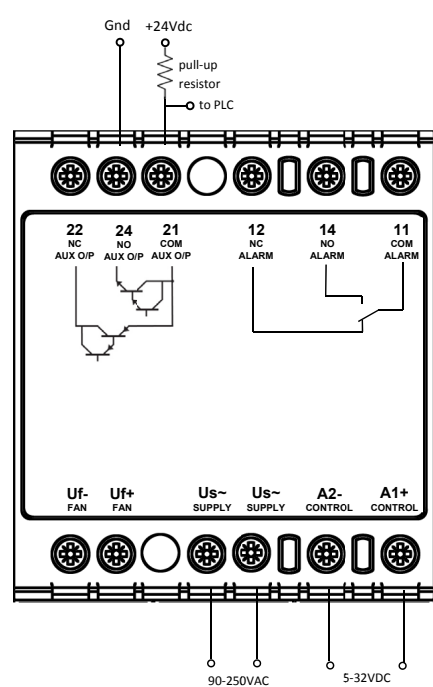 Gnd +24Vdc
pull-up
resistor
to PLC
22 24 21 12 14 11
NC NO COM NC NO COM
AUX O/P AUX O/P AUX O/P ALARM ALARM ALARM
Uf- Uf+ Us~ Us~ A2- A1+
FAN FAN SUPPLY SUPPLY CONTROL CONTROL
90-250VAC 5-32VDC